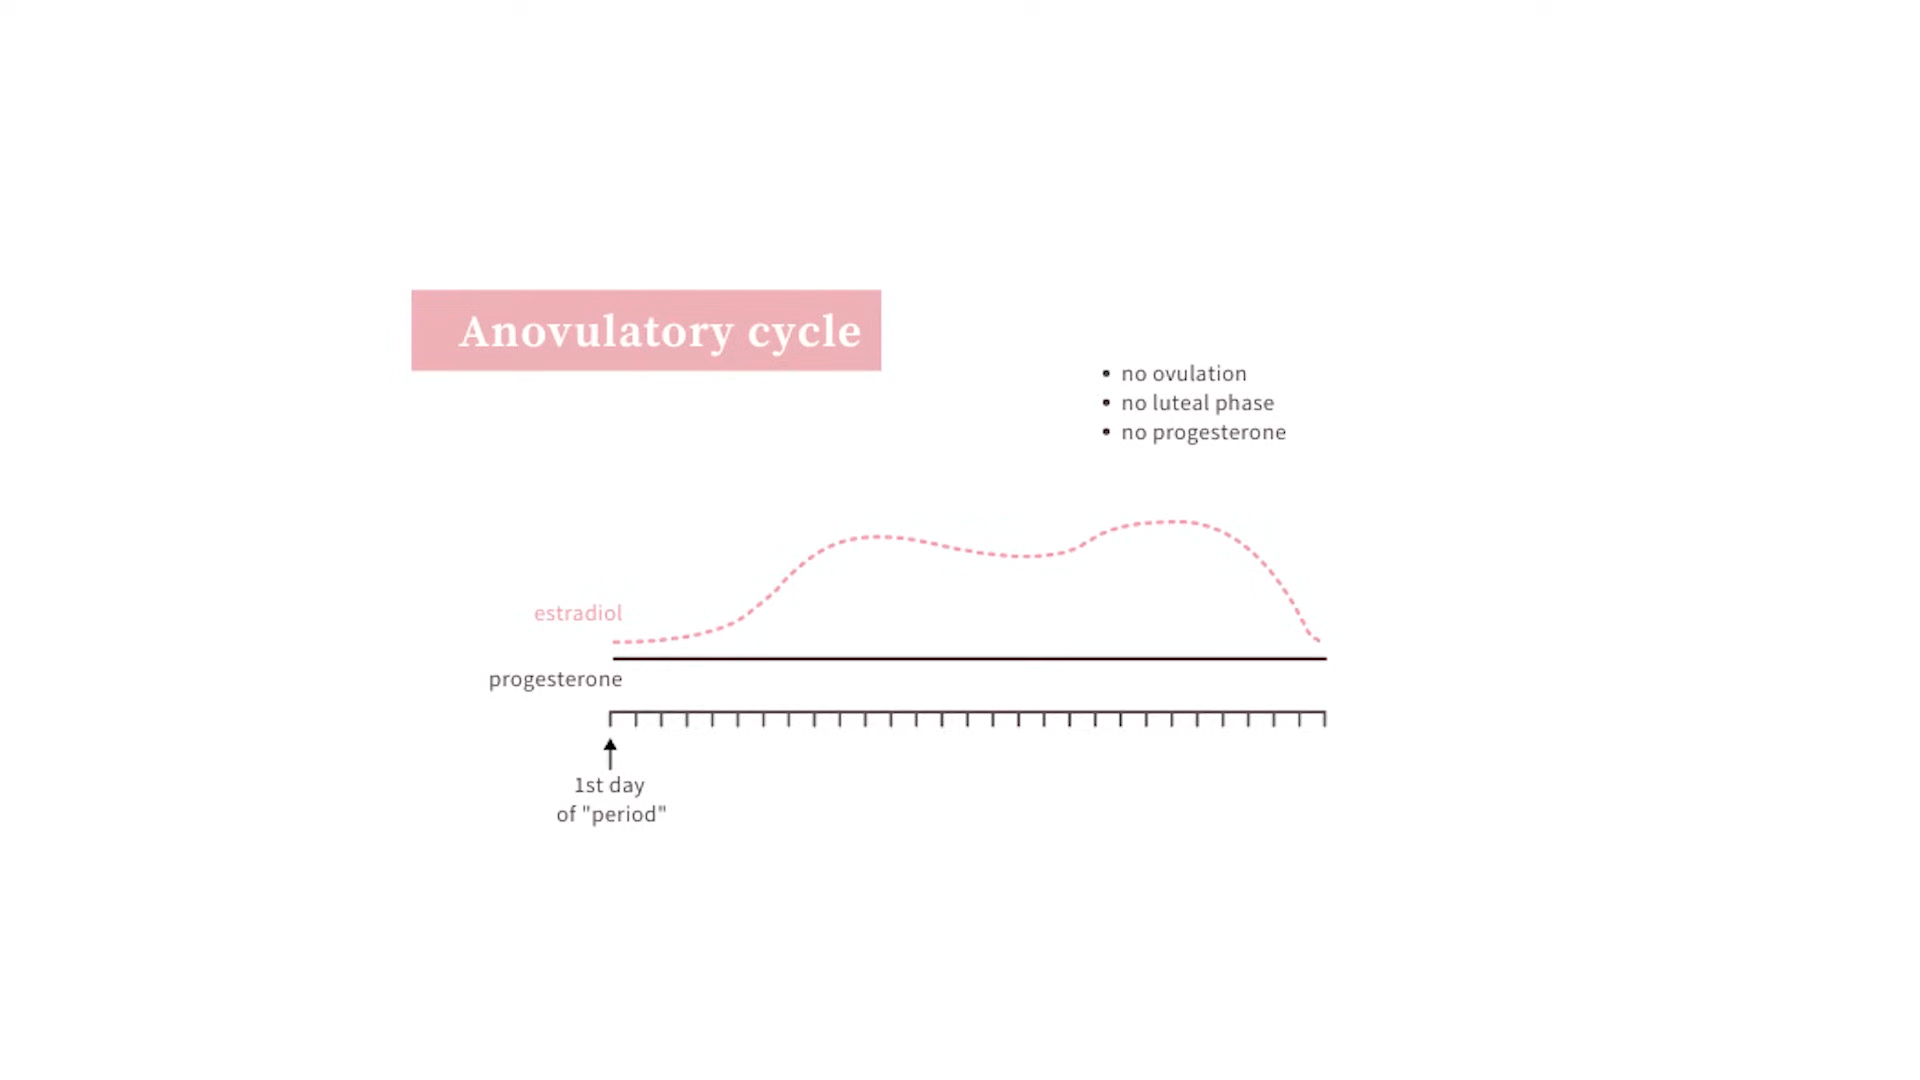 Anovulatory cycle
• no ovulation
• no luteal phase
• no progesterone
estradiol
progesterone
1st day
of "period"